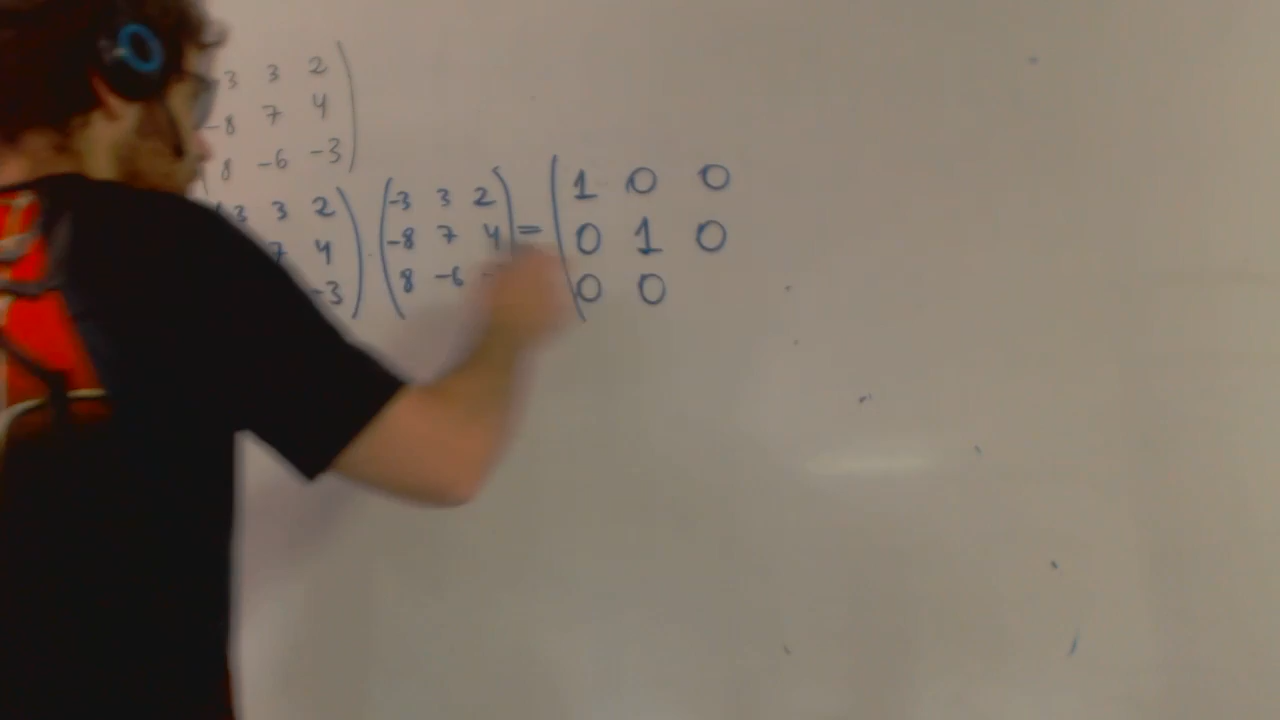 -3 3 2
-8 7 4
8 -6 -3
3 3 2 · -3 3 2 = 1 0 0
7 4 -8 7 4 0 1 0
-3 8 -6 0 0